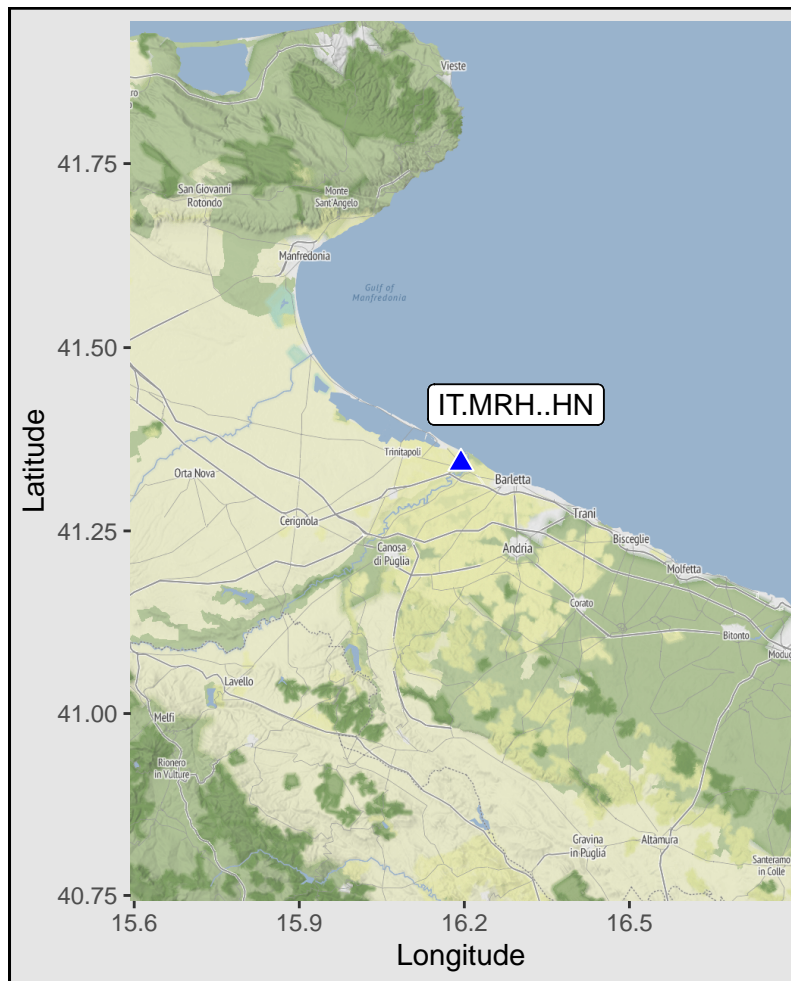 Vieste
41.75
San Giovanni
Rotondo
Monte
Sant'Angelo
Manfredonia
Gulf of
Manfredonia
41.50
IT.MRH..HN
Latitude
Trinitapoli
Orta Nova
Barletta
Cerignola
Trani
41.25
Bisceglie
Canosa
di Puglia
Andria
Molfetta
Corato
Bitonto
Modu
Lavello
41.00
Melfi
Rionero
in Vulture
Gravina
in Puglia
Altamura
Santeramo
in Colle
40.75
15.6
15.9
16.2
16.5
Longitude